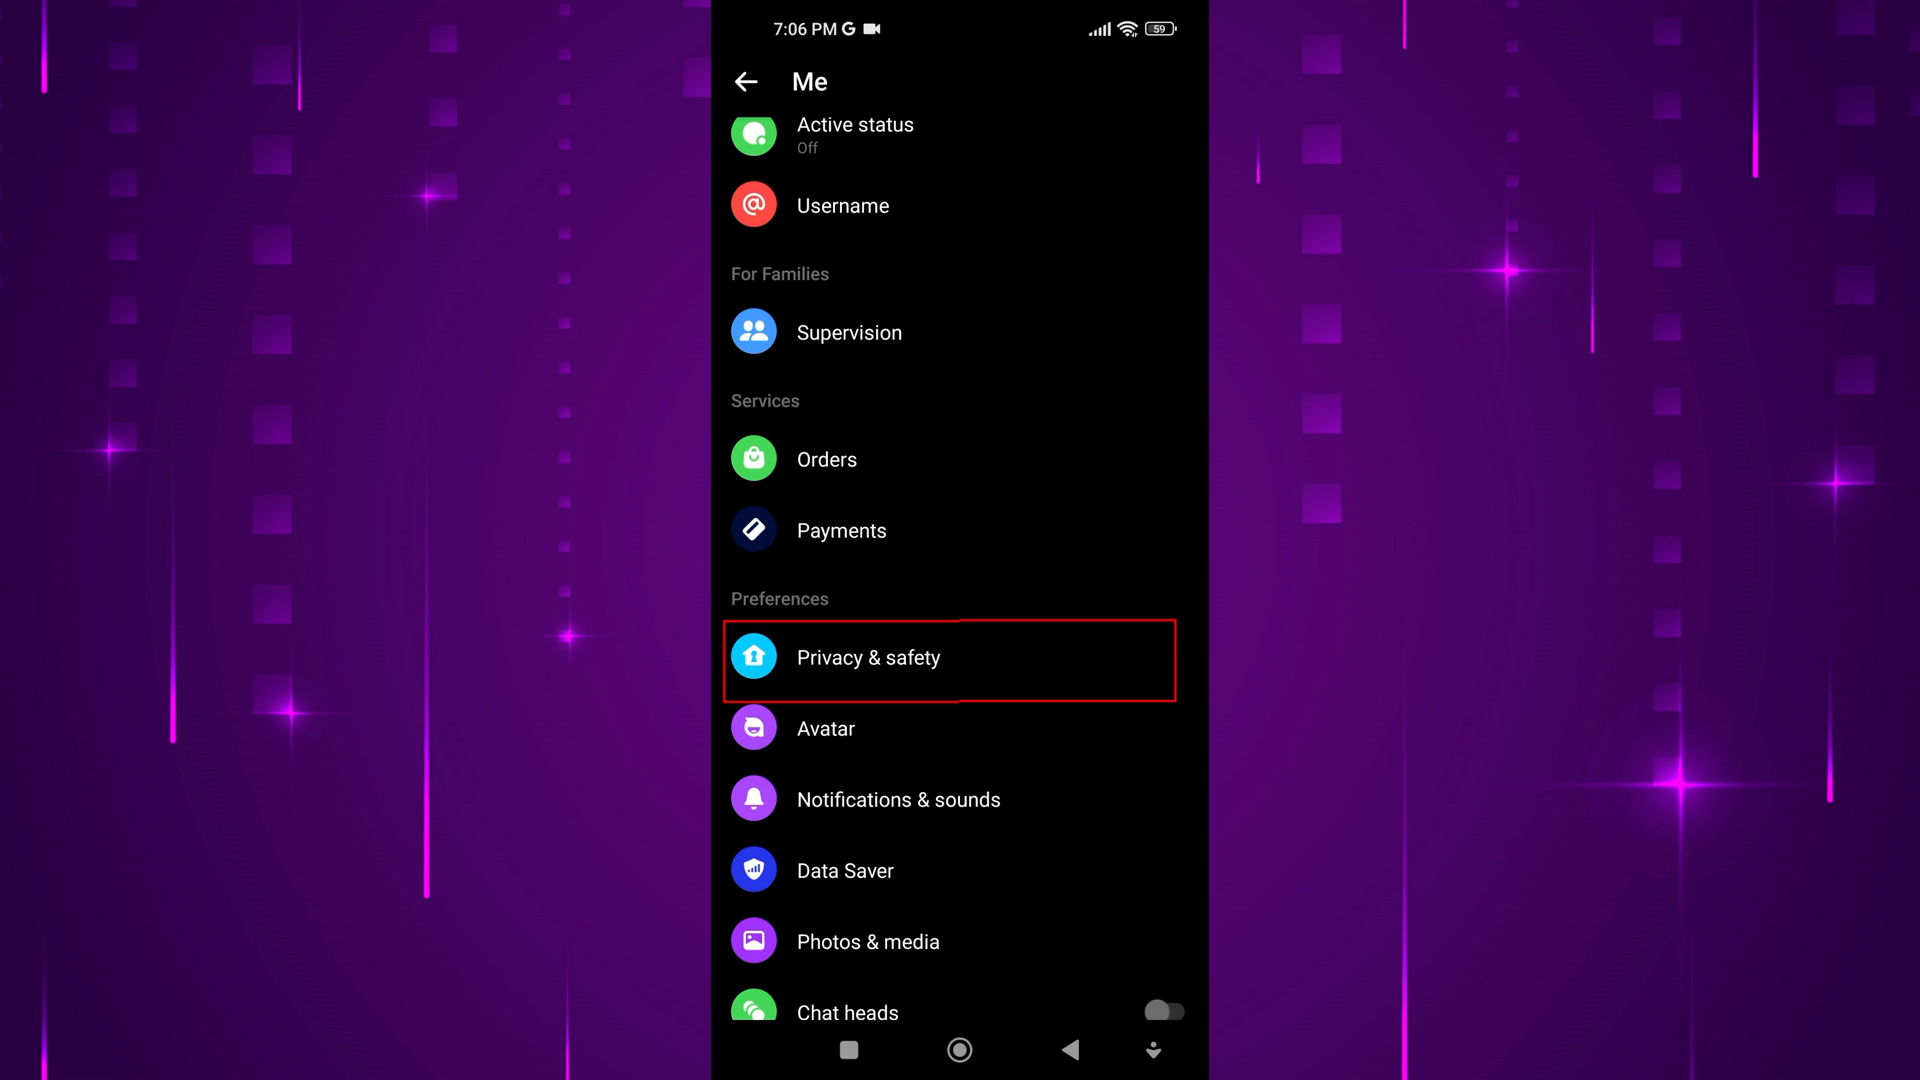 7:06 PM G
59
Me
Active status
Off
Username
For Families
Supervision
Services
Orders
Payments
Preferences
Privacy & safety
Avatar
Notifications & sounds
Data Saver
Photos & media
Chat heads